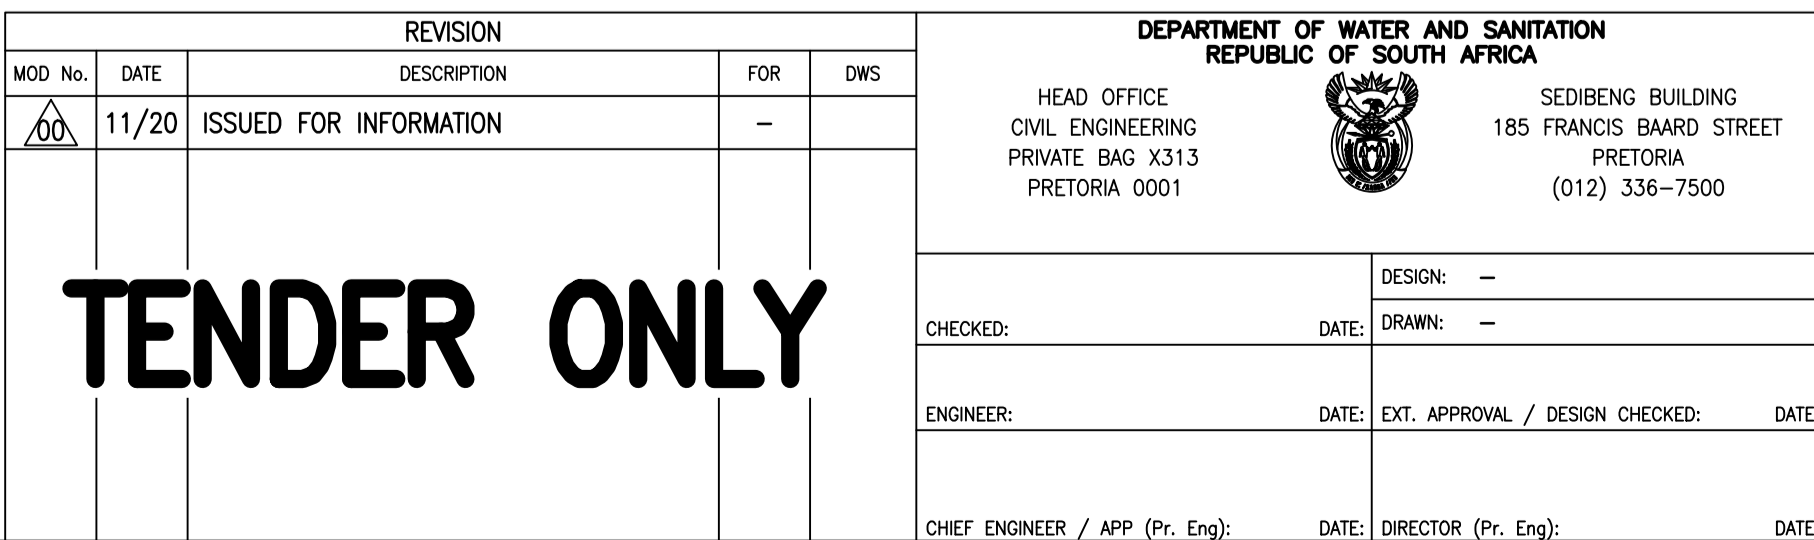 REVISION
MOD No. DATE DESCRIPTION FOR DWS
00 11/20 ISSUED FOR INFORMATION –
TENDER ONLY
DEPARTMENT OF WATER AND SANITATION
REPUBLIC OF SOUTH AFRICA
HEAD OFFICE
CIVIL ENGINEERING
PRIVATE BAG X313
PRETORIA 0001
SEDIBENG BUILDING
185 FRANCIS BAARD STREET
PRETORIA
(012) 336–7500
DESIGN: –
CHECKED: DATE: DRAWN: –
ENGINEER: DATE: EXT. APPROVAL / DESIGN CHECKED: DATE
CHIEF ENGINEER / APP (Pr. Eng): DATE: DIRECTOR (Pr. Eng): DATE